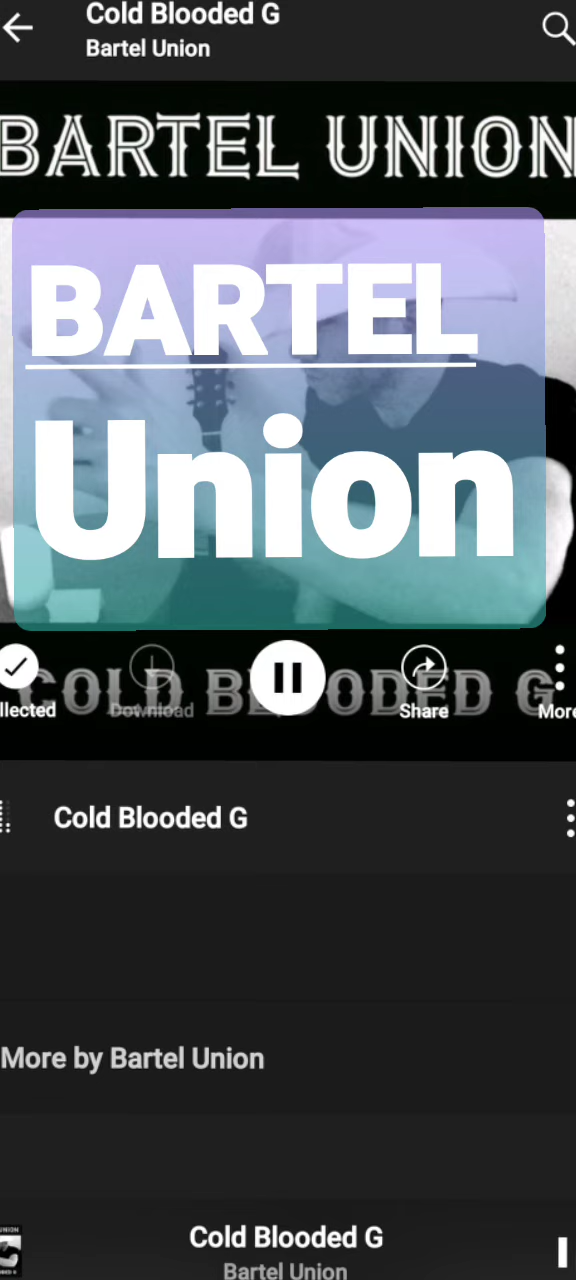 Cold Blooded G
Bartel Union
BARTEL UNION
BARTEL
Union
COLD BLOODED G
llected
Download
Share
More
Cold Blooded G
More by Bartel Union
Cold Blooded G
Bartel Union